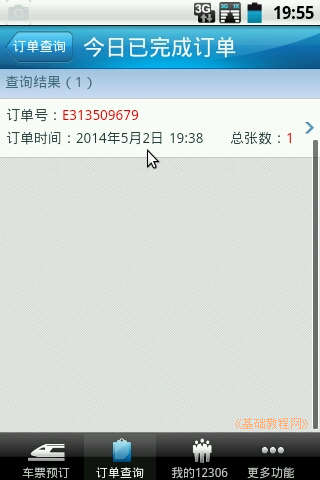 3G 3G 1X 19:55
订单查询 今日已完成订单
查询结果（1）
订单号：E313509679
订单时间：2014年5月2日 19:38 总张数：1
《基础教程网》
车票预订 订单查询 我的12306 更多功能